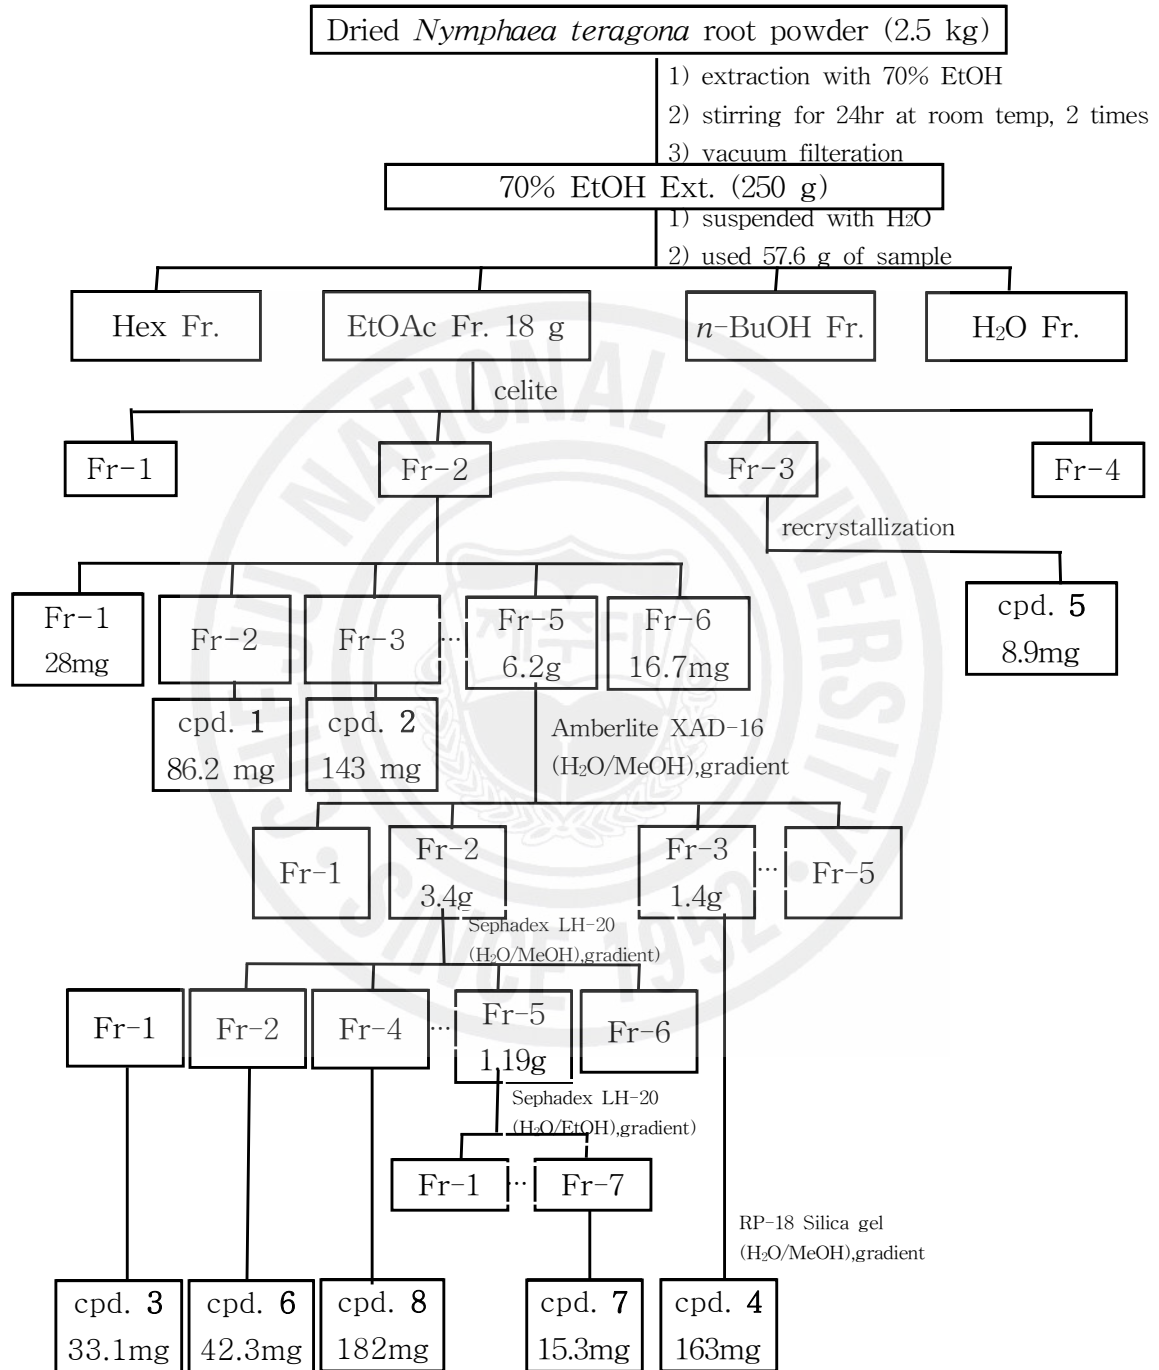 Dried Nymphaea teragona root powder (2.5 kg)
1) extraction with 70% EtOH
2) stirring for 24hr at room temp, 2 times
3) vacuum filteration
70% EtOH Ext. (250 g)
1) suspended with H₂O
2) used 57.6 g of sample
Hex Fr.
EtOAc Fr. 18 g
n-BuOH Fr.
H₂O Fr.
celite
Fr-1
Fr-2
Fr-3
Fr-4
recrystallization
cpd. 5
8.9mg
Fr-1
28mg
Fr-2
Fr-3
...
Fr-5
6.2g
Fr-6
16.7mg
cpd. 1
86.2 mg
cpd. 2
143 mg
Amberlite XAD-16
(H₂O/MeOH),gradient
Fr-1
Fr-2
3.4g
Fr-3
1.4g
...
Fr-5
Sephadex LH-20
(H₂O/MeOH),gradient)
Fr-1
Fr-2
Fr-4
...
Fr-5
1.19g
Fr-6
Sephadex LH-20
(H₂O/EtOH),gradient)
Fr-1
...
Fr-7
RP-18 Silica gel
(H₂O/MeOH),gradient
cpd. 3
33.1mg
cpd. 6
42.3mg
cpd. 8
182mg
cpd. 7
15.3mg
cpd. 4
163mg
JEJU NATIONAL UNIVERSITY
SINCE 1952